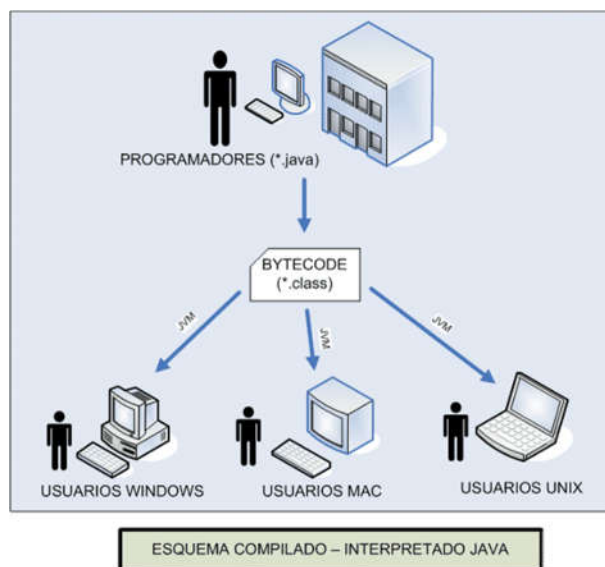 PROGRAMADORES (*.java)
BYTECODE
(*.class)
JVM
JVM
JVM
USUARIOS WINDOWS
USUARIOS MAC
USUARIOS UNIX
ESQUEMA COMPILADO – INTERPRETADO JAVA